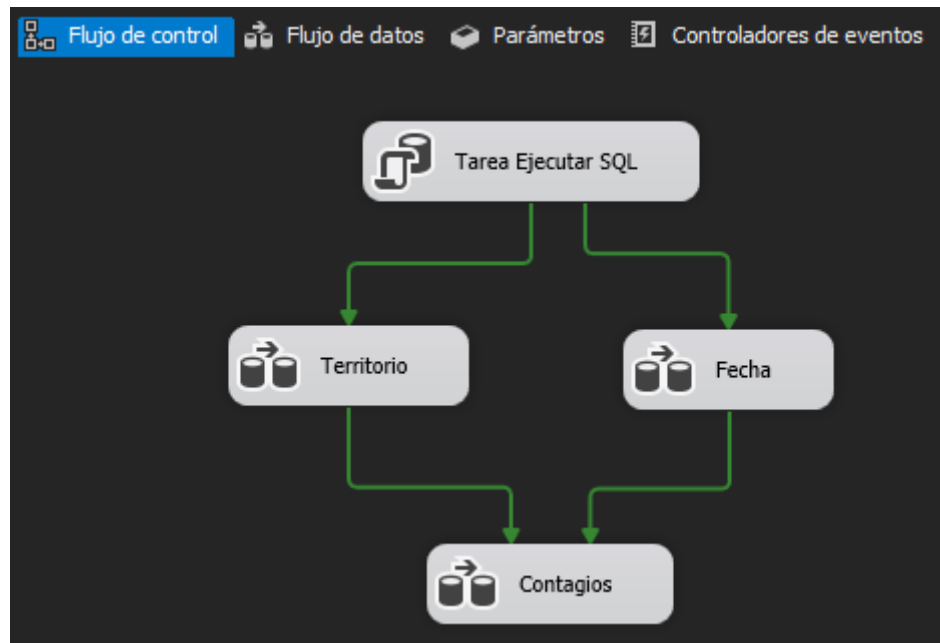 Flujo de control Flujo de datos Parámetros Controladores de eventos
Tarea Ejecutar SQL
Territorio
Fecha
Contagios